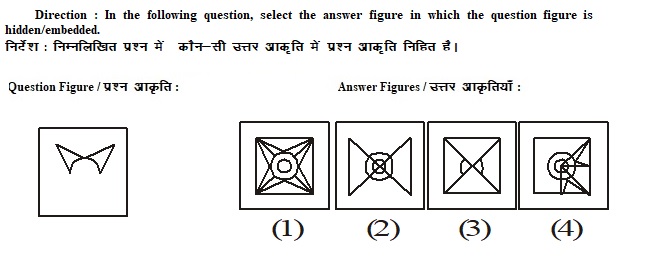 Direction : In the following question, select the answer figure in which the question figure is
hidden/embedded.
निर्देश : निम्नलिखित प्रश्न में कौन–सी उत्तर आकृति में प्रश्न आकृति निहित है।
Question Figure / प्रश्न आकृति : Answer Figures / उत्तर आकृतियाँ :
(1) (2) (3) (4)